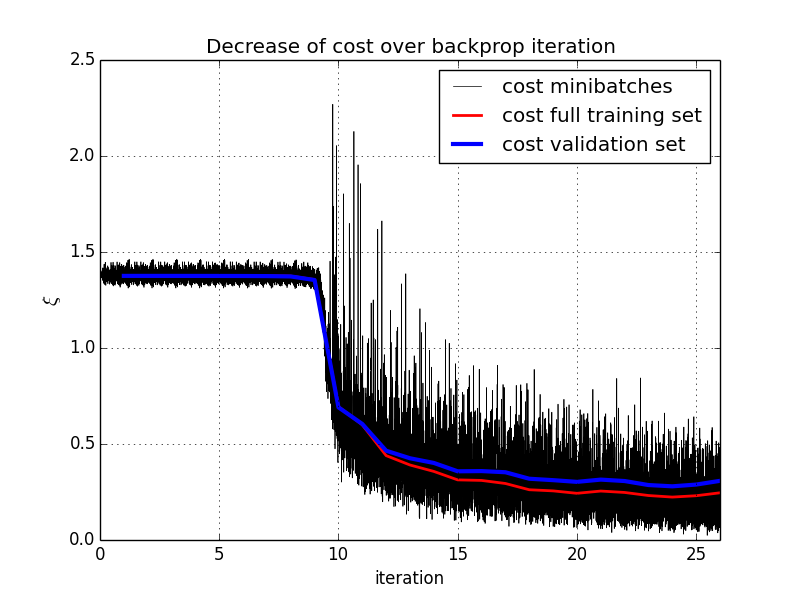 Decrease of cost over backprop iteration
cost minibatches
cost full training set
cost validation set
2.5
2.0
1.5
1.0
0.5
0.0
ξ
0 5 10 15 20 25
iteration